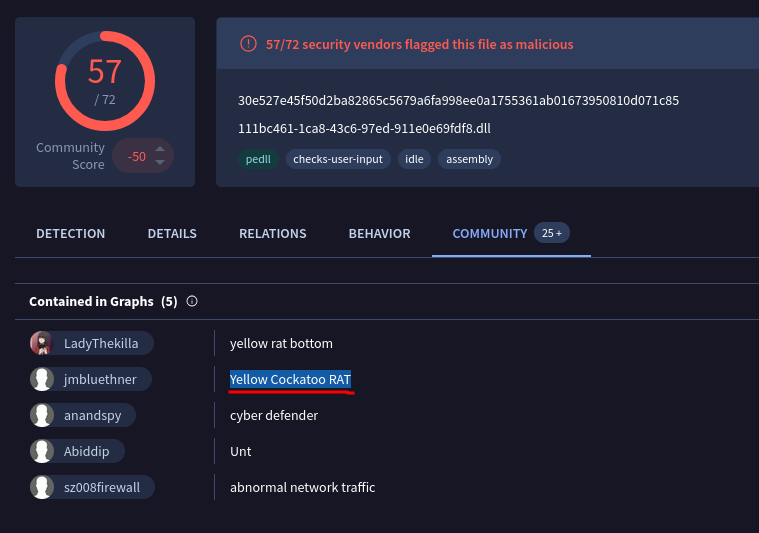 57
/ 72
Community
Score
-50
57/72 security vendors flagged this file as malicious
30e527e45f50d2ba82865c5679a6fa998ee0a1755361ab01673950810d071c85
111bc461-1ca8-43c6-97ed-911e0e69fdf8.dll
pedll checks-user-input idle assembly
DETECTION DETAILS RELATIONS BEHAVIOR COMMUNITY 25 +
Contained in Graphs (5)
LadyThekilla yellow rat bottom
jmbluethner Yellow Cockatoo RAT
anandspy cyber defender
Abiddip Unt
sz008firewall abnormal network traffic